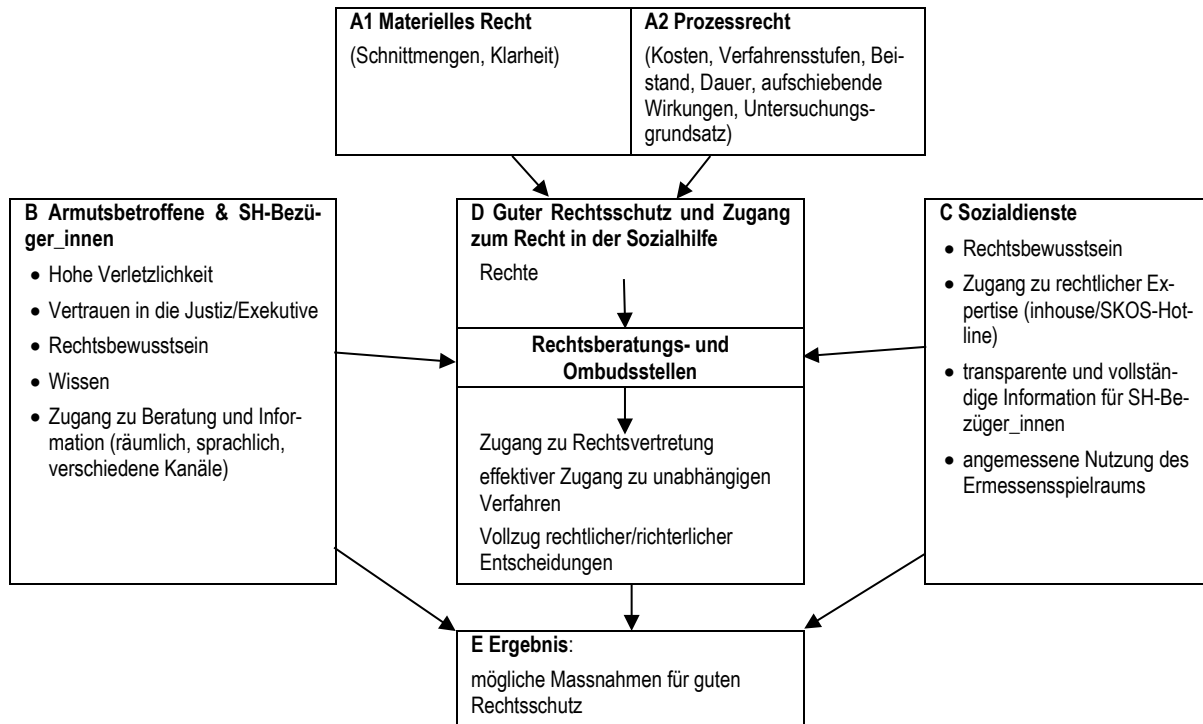 A1 Materielles Recht
(Schnittmengen, Klarheit)
A2 Prozessrecht
(Kosten, Verfahrensstufen, Bei-
stand, Dauer, aufschiebende
Wirkungen, Untersuchungs-
grundsatz)
B Armutsbetroffene & SH-Bezü-
ger_innen
• Hohe Verletzlichkeit
• Vertrauen in die Justiz/Exekutive
• Rechtsbewusstsein
• Wissen
• Zugang zu Beratung und Infor-
mation (räumlich, sprachlich,
verschiedene Kanäle)
D Guter Rechtsschutz und Zugang
zum Recht in der Sozialhilfe
Rechte
Rechtsberatungs- und
Ombudsstellen
Zugang zu Rechtsvertretung
effektiver Zugang zu unabhängigen
Verfahren
Vollzug rechtlicher/richterlicher
Entscheidungen
C Sozialdienste
• Rechtsbewusstsein
• Zugang zu rechtlicher Ex-
pertise (inhouse/SKOS-Hot-
line)
• transparente und vollstän-
dige Information für SH-Be-
züger_innen
• angemessene Nutzung des
Ermessensspielraums
E Ergebnis:
mögliche Massnahmen für guten
Rechtsschutz